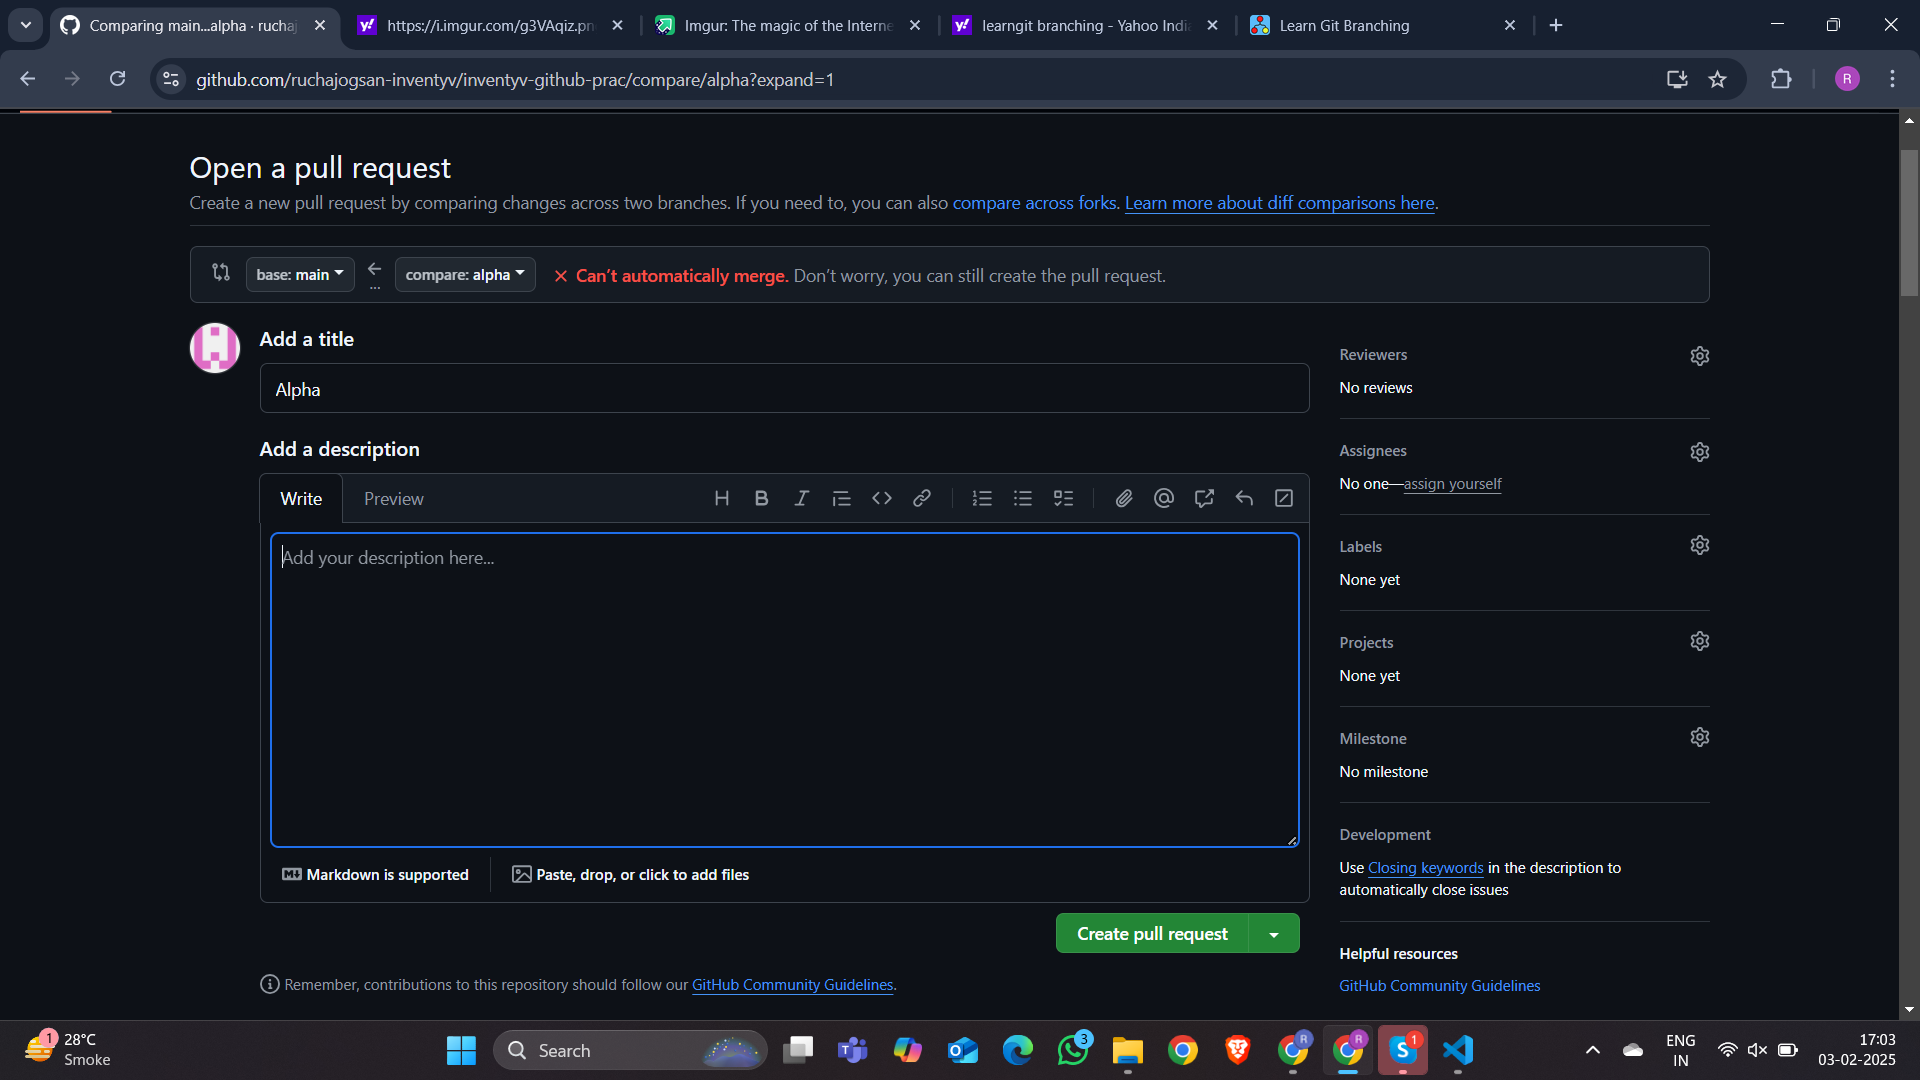 Comparing main...alpha · ruchaj
https://i.imgur.com/g3VAqiz.pn
Imgur: The magic of the Interne
learngit branching - Yahoo India
Learn Git Branching
github.com/ruchajogsan-inventyv/inventyv-github-prac/compare/alpha?expand=1
R
Open a pull request
Create a new pull request by comparing changes across two branches. If you need to, you can also compare across forks. Learn more about diff comparisons here.
base: main
...
compare: alpha
Can’t automatically merge. Don’t worry, you can still create the pull request.
Add a title
Alpha
Add a description
Write
Preview
Add your description here...
Markdown is supported
Paste, drop, or click to add files
Create pull request
Remember, contributions to this repository should follow our GitHub Community Guidelines.
Reviewers
No reviews
Assignees
No one—assign yourself
Labels
None yet
Projects
None yet
Milestone
No milestone
Development
Use Closing keywords in the description to
automatically close issues
Helpful resources
GitHub Community Guidelines
1
28°C
Smoke
Search
3
R
R
S
1
ENG
IN
17:03
03-02-2025